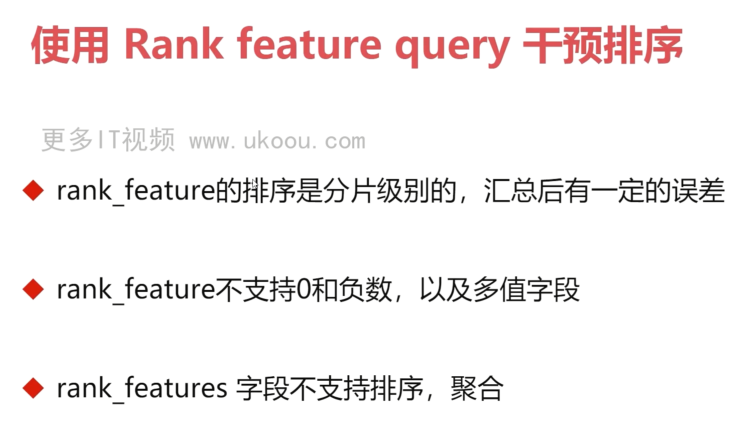 使用 Rank feature query 干预排序
更多IT视频 www.ukoou.com
rank_feature的排序是分片级别的，汇总后有一定的误差
rank_feature不支持0和负数，以及多值字段
rank_features 字段不支持排序，聚合